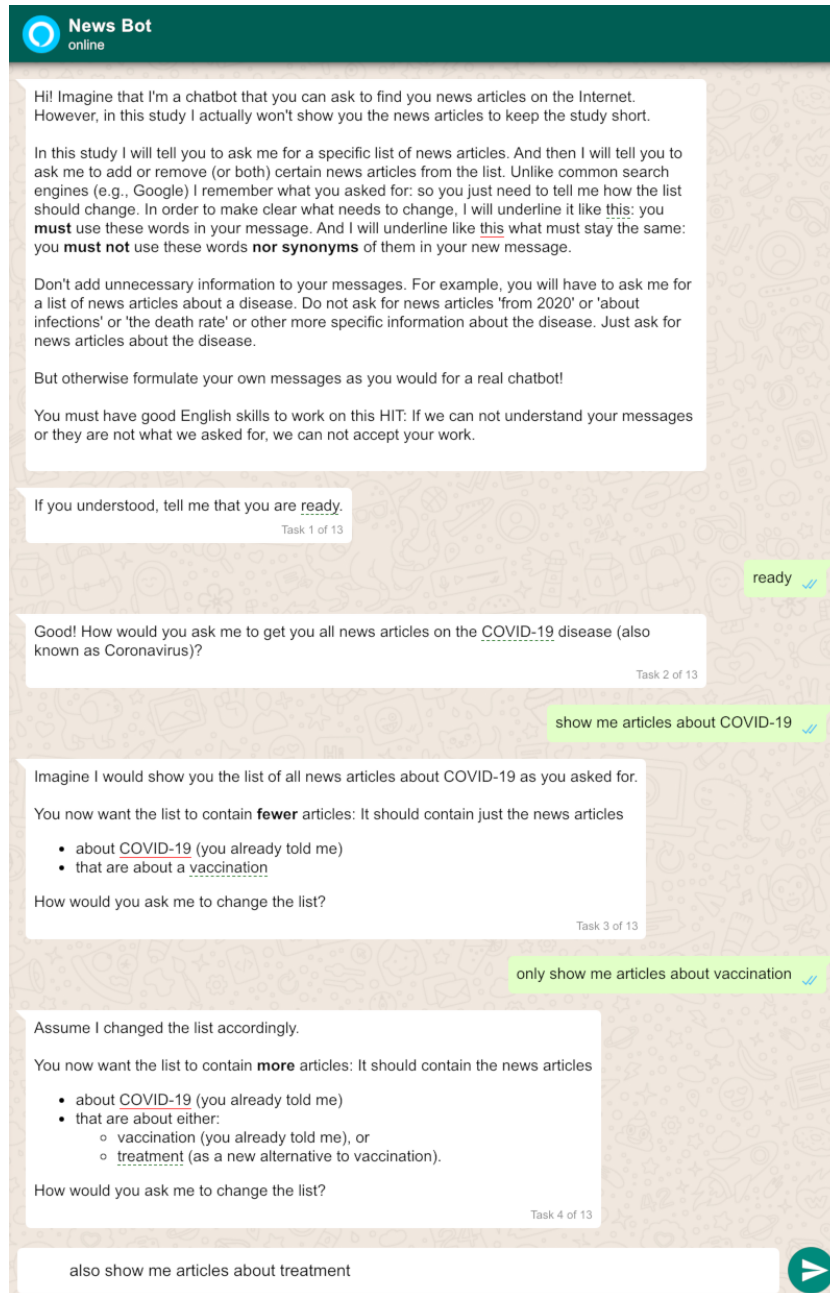 News Bot
online
Hi! Imagine that I'm a chatbot that you can ask to find you news articles on the Internet.
However, in this study I actually won't show you the news articles to keep the study short.
In this study I will tell you to ask me for a specific list of news articles. And then I will tell you to
ask me to add or remove (or both) certain news articles from the list. Unlike common search
engines (e.g., Google) I remember what you asked for: so you just need to tell me how the list
should change. In order to make clear what needs to change, I will underline it like this: you
must use these words in your message. And I will underline like this what must stay the same:
you must not use these words nor synonyms of them in your new message.
Don't add unnecessary information to your messages. For example, you will have to ask me for
a list of news articles about a disease. Do not ask for news articles 'from 2020' or 'about
infections' or 'the death rate' or other more specific information about the disease. Just ask for
news articles about the disease.
But otherwise formulate your own messages as you would for a real chatbot!
You must have good English skills to work on this HIT: If we can not understand your messages
or they are not what we asked for, we can not accept your work.
If you understood, tell me that you are ready.
Task 1 of 13
ready
Good! How would you ask me to get you all news articles on the COVID-19 disease (also
known as Coronavirus)?
Task 2 of 13
show me articles about COVID-19
Imagine I would show you the list of all news articles about COVID-19 as you asked for.
You now want the list to contain fewer articles: It should contain just the news articles
• about COVID-19 (you already told me)
• that are about a vaccination
How would you ask me to change the list?
Task 3 of 13
only show me articles about vaccination
Assume I changed the list accordingly.
You now want the list to contain more articles: It should contain the news articles
• about COVID-19 (you already told me)
• that are about either:
◦ vaccination (you already told me), or
◦ treatment (as a new alternative to vaccination).
How would you ask me to change the list?
Task 4 of 13
also show me articles about treatment